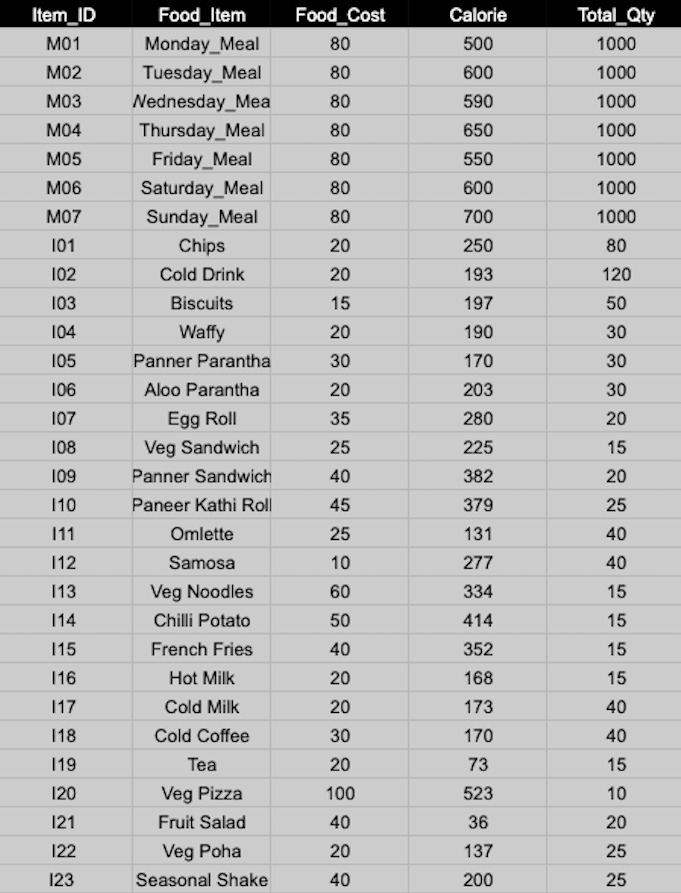 Item_ID Food_Item Food_Cost Calorie Total_Qty
M01 Monday_Meal 80 500 1000
M02 Tuesday_Meal 80 600 1000
M03 Wednesday_Mea 80 590 1000
M04 Thursday_Meal 80 650 1000
M05 Friday_Meal 80 550 1000
M06 Saturday_Meal 80 600 1000
M07 Sunday_Meal 80 700 1000
I01 Chips 20 250 80
I02 Cold Drink 20 193 120
I03 Biscuits 15 197 50
I04 Waffy 20 190 30
I05 Panner Parantha 30 170 30
I06 Aloo Parantha 20 203 30
I07 Egg Roll 35 280 20
I08 Veg Sandwich 25 225 15
I09 Panner Sandwich 40 382 20
I10 Paneer Kathi Roll 45 379 25
I11 Omlette 25 131 40
I12 Samosa 10 277 40
I13 Veg Noodles 60 334 15
I14 Chilli Potato 50 414 15
I15 French Fries 40 352 15
I16 Hot Milk 20 168 15
I17 Cold Milk 20 173 40
I18 Cold Coffee 30 170 40
I19 Tea 20 73 15
I20 Veg Pizza 100 523 10
I21 Fruit Salad 40 36 20
I22 Veg Poha 20 137 25
I23 Seasonal Shake 40 200 25